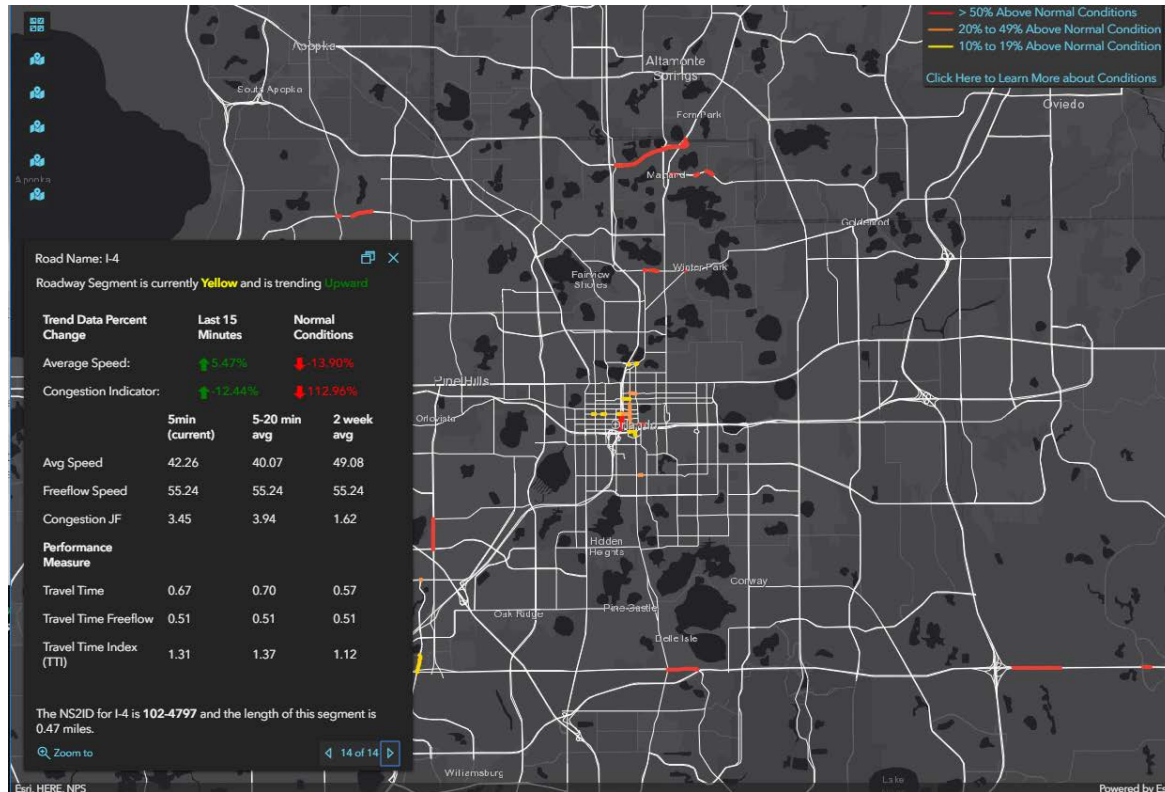 > 50% Above Normal Conditions
20% to 49% Above Normal Condition
10% to 19% Above Normal Condition
Click Here to Learn More about Conditions
Apopka
South Apopka
Altamonte
Springs
Fern Park
Oviedo
Maitland
Apopka
Goldenrod
Fairview
Shores
Winter Park
Pine Hills
Orlovista
Orlando
Holden
Heights
Conway
Oak Ridge
Pine Castle
Belle Isle
Williamsburg
Lake
Road Name: I-4
Roadway Segment is currently Yellow and is trending Upward
Trend Data Percent Change Last 15 Minutes Normal Conditions
Average Speed: 5.47% -13.90%
Congestion Indicator: -12.44% 112.96%
5min (current) 5-20 min avg 2 week avg
Avg Speed 42.26 40.07 49.08
Freeflow Speed 55.24 55.24 55.24
Congestion JF 3.45 3.94 1.62
Performance Measure
Travel Time 0.67 0.70 0.57
Travel Time Freeflow 0.51 0.51 0.51
Travel Time Index (TTI) 1.31 1.37 1.12
The NS2ID for I-4 is 102-4797 and the length of this segment is
0.47 miles.
Zoom to 14 of 14
Esri, HERE, NPS
Powered by Es